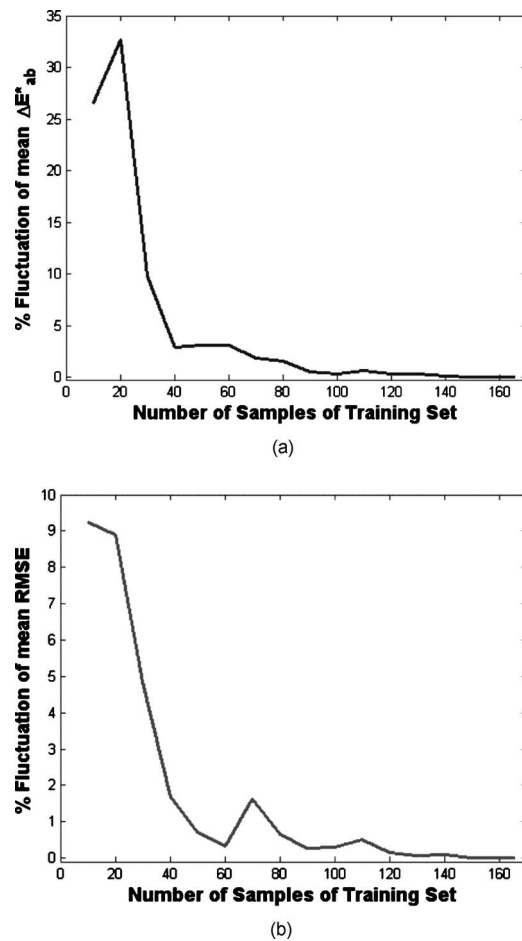 35
30
25
20
15
10
5
0
% Fluctuation of mean ΔE*ab
0 20 40 60 80 100 120 140 160
Number of Samples of Training Set
(a)
10
9
8
7
6
5
4
3
2
1
0
% Fluctuation of mean RMSE
0 20 40 60 80 100 120 140 160
Number of Samples of Training Set
(b)